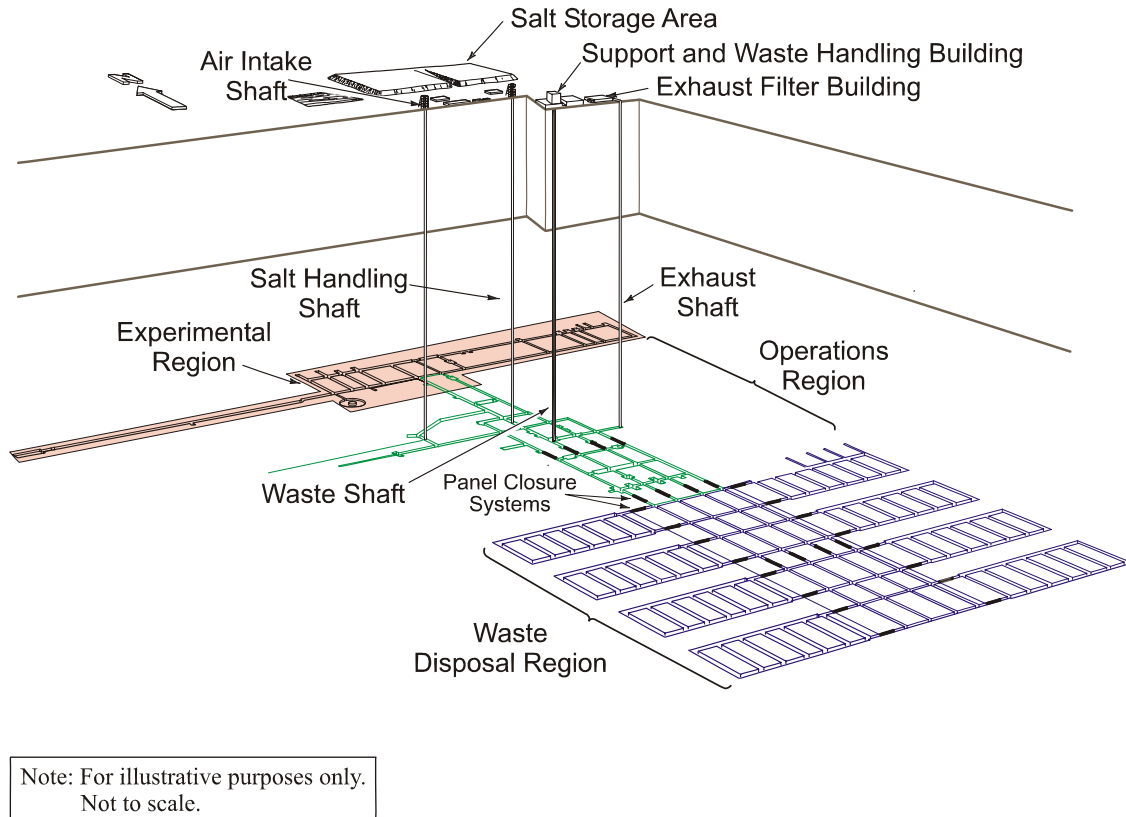 Salt Storage Area
Air Intake
Shaft
Support and Waste Handling Building
Exhaust Filter Building
Salt Handling
Shaft
Exhaust
Shaft
Experimental
Region
Operations
Region
Waste Shaft
Panel Closure
Systems
Waste
Disposal Region
Note: For illustrative purposes only.
Not to scale.